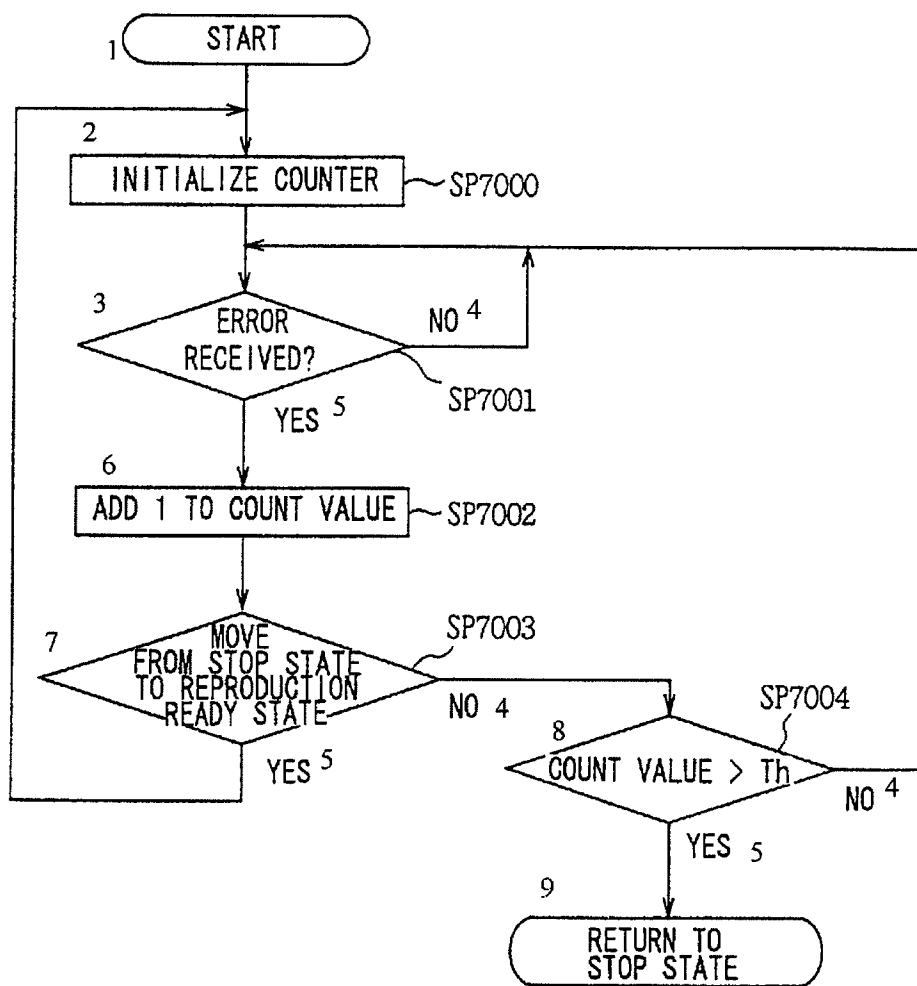 1 START
2
INITIALIZE COUNTER SP7000
3
ERROR
RECEIVED?
NO 4
SP7001
YES 5
6
ADD 1 TO COUNT VALUE SP7002
7
MOVE
FROM STOP STATE
TO REPRODUCTION
READY STATE
SP7003
NO 4
YES 5
SP7004
8
COUNT VALUE > Th
NO 4
YES 5
9
RETURN TO
STOP STATE